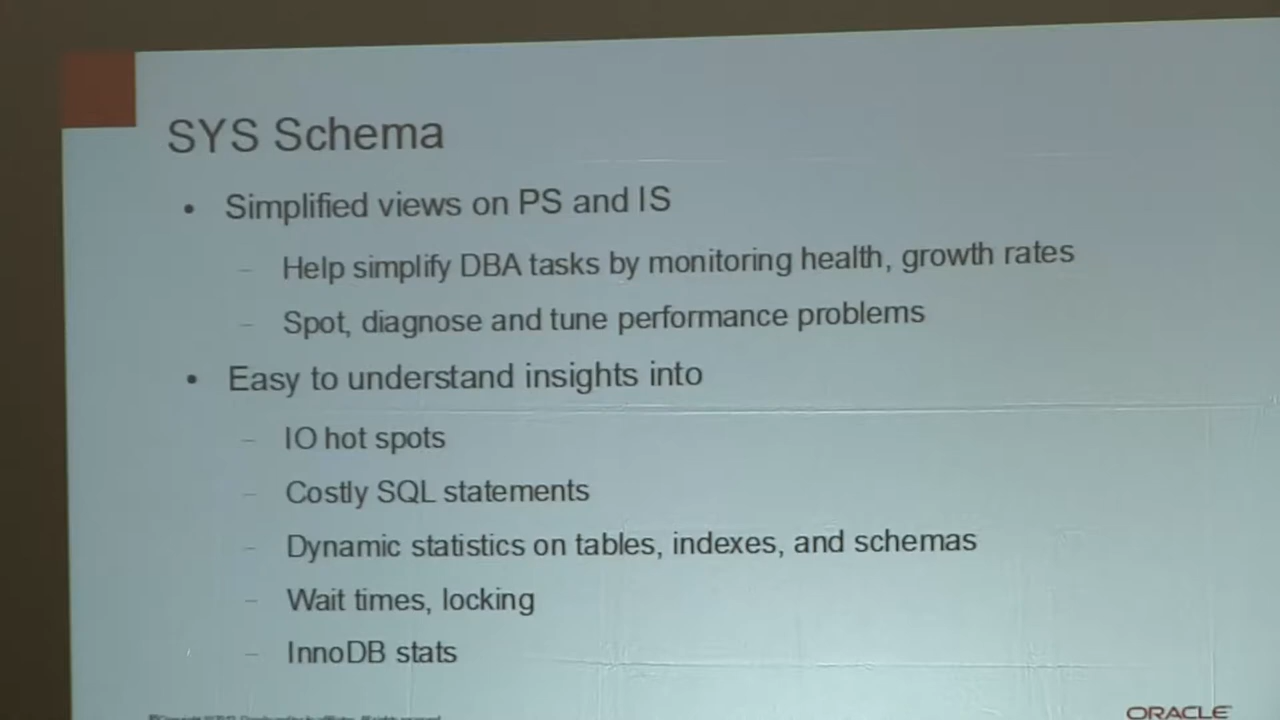 SYS Schema
• Simplified views on PS and IS
– Help simplify DBA tasks by monitoring health, growth rates
– Spot, diagnose and tune performance problems
• Easy to understand insights into
– IO hot spots
– Costly SQL statements
– Dynamic statistics on tables, indexes, and schemas
– Wait times, locking
– InnoDB stats
ORACLE